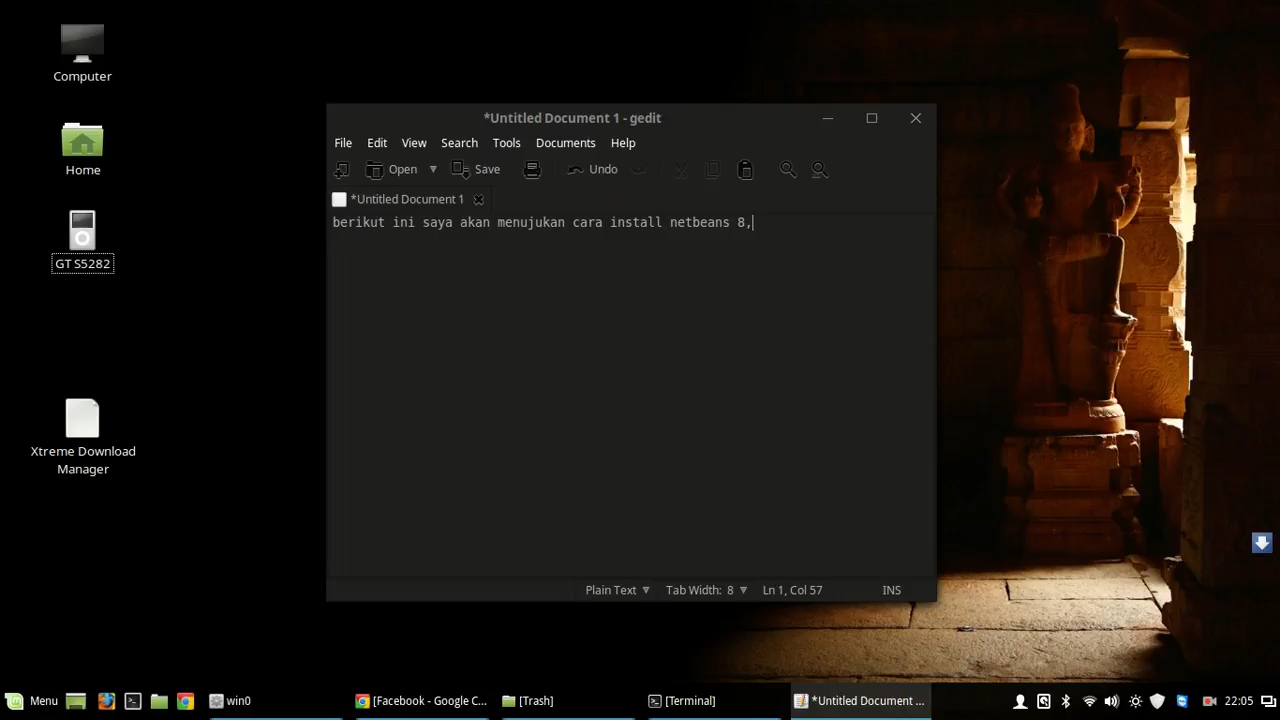 Computer
Home
GT S5282
Xtreme Download
Manager
*Untitled Document 1 - gedit
File Edit View Search Tools Documents Help
Open Save Undo
*Untitled Document 1
berikut ini saya akan menujukan cara install netbeans 8,
Plain Text Tab Width: 8 Ln 1, Col 57 INS
Menu win0 [Facebook - Google C... [Trash] [Terminal] *Untitled Document ... 22:05